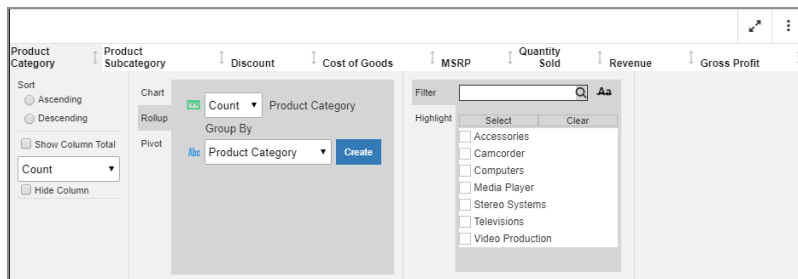 Product Category
Product Subcategory
Discount
Cost of Goods
MSRP
Quantity Sold
Revenue
Gross Profit
Sort
Ascending
Descending
Show Column Total
Count
Hide Column
Chart
Rollup
Pivot
Count Product Category
Group By
Abc Product Category Create
Filter
Aa
Highlight
Select Clear
Accessories
Camcorder
Computers
Media Player
Stereo Systems
Televisions
Video Production